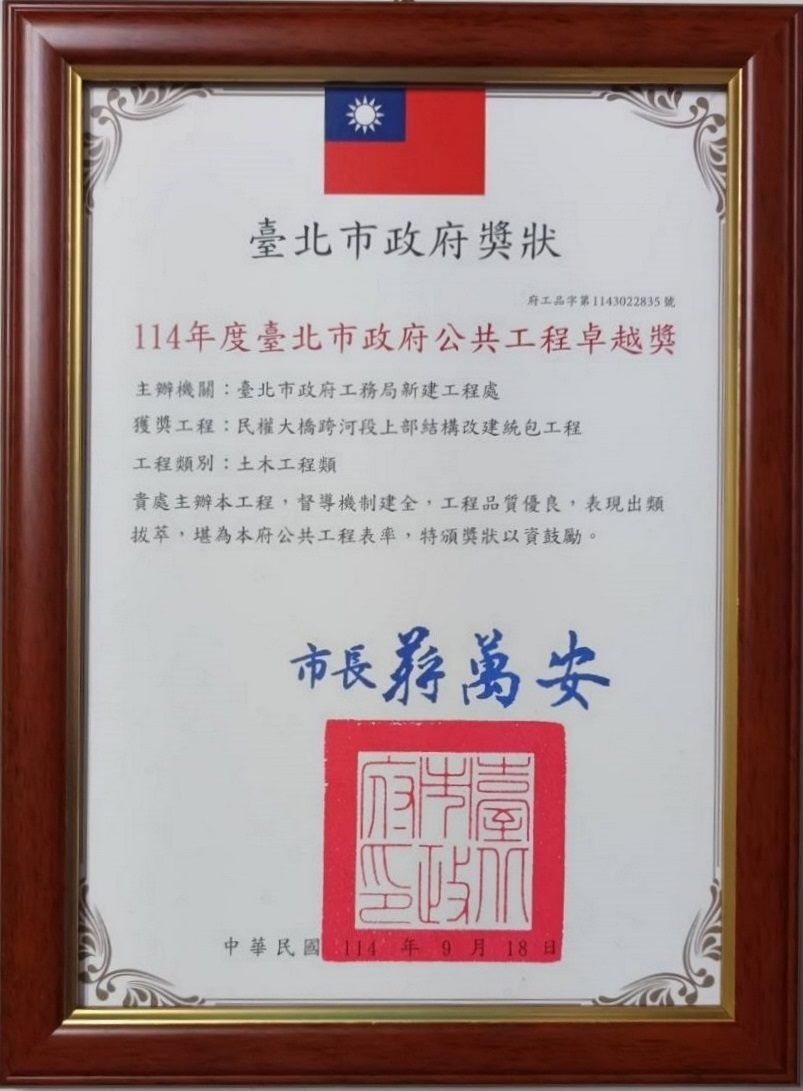 臺北市政府獎狀
府工品字第1143022835號
114年度臺北市政府公共工程卓越獎
主辦機關：臺北市政府工務局新建工程處
獲獎工程：民權大橋跨河段上部結構改建統包工程
工程類別：土木工程類
貴處主辦本工程，督導機制建全，工程品質優良，表現出類
拔萃，堪為本府公共工程表率，特頒獎狀以資鼓勵。
市長蔣萬安
臺北市政府印
中華民國 114 年 9 月 18 日